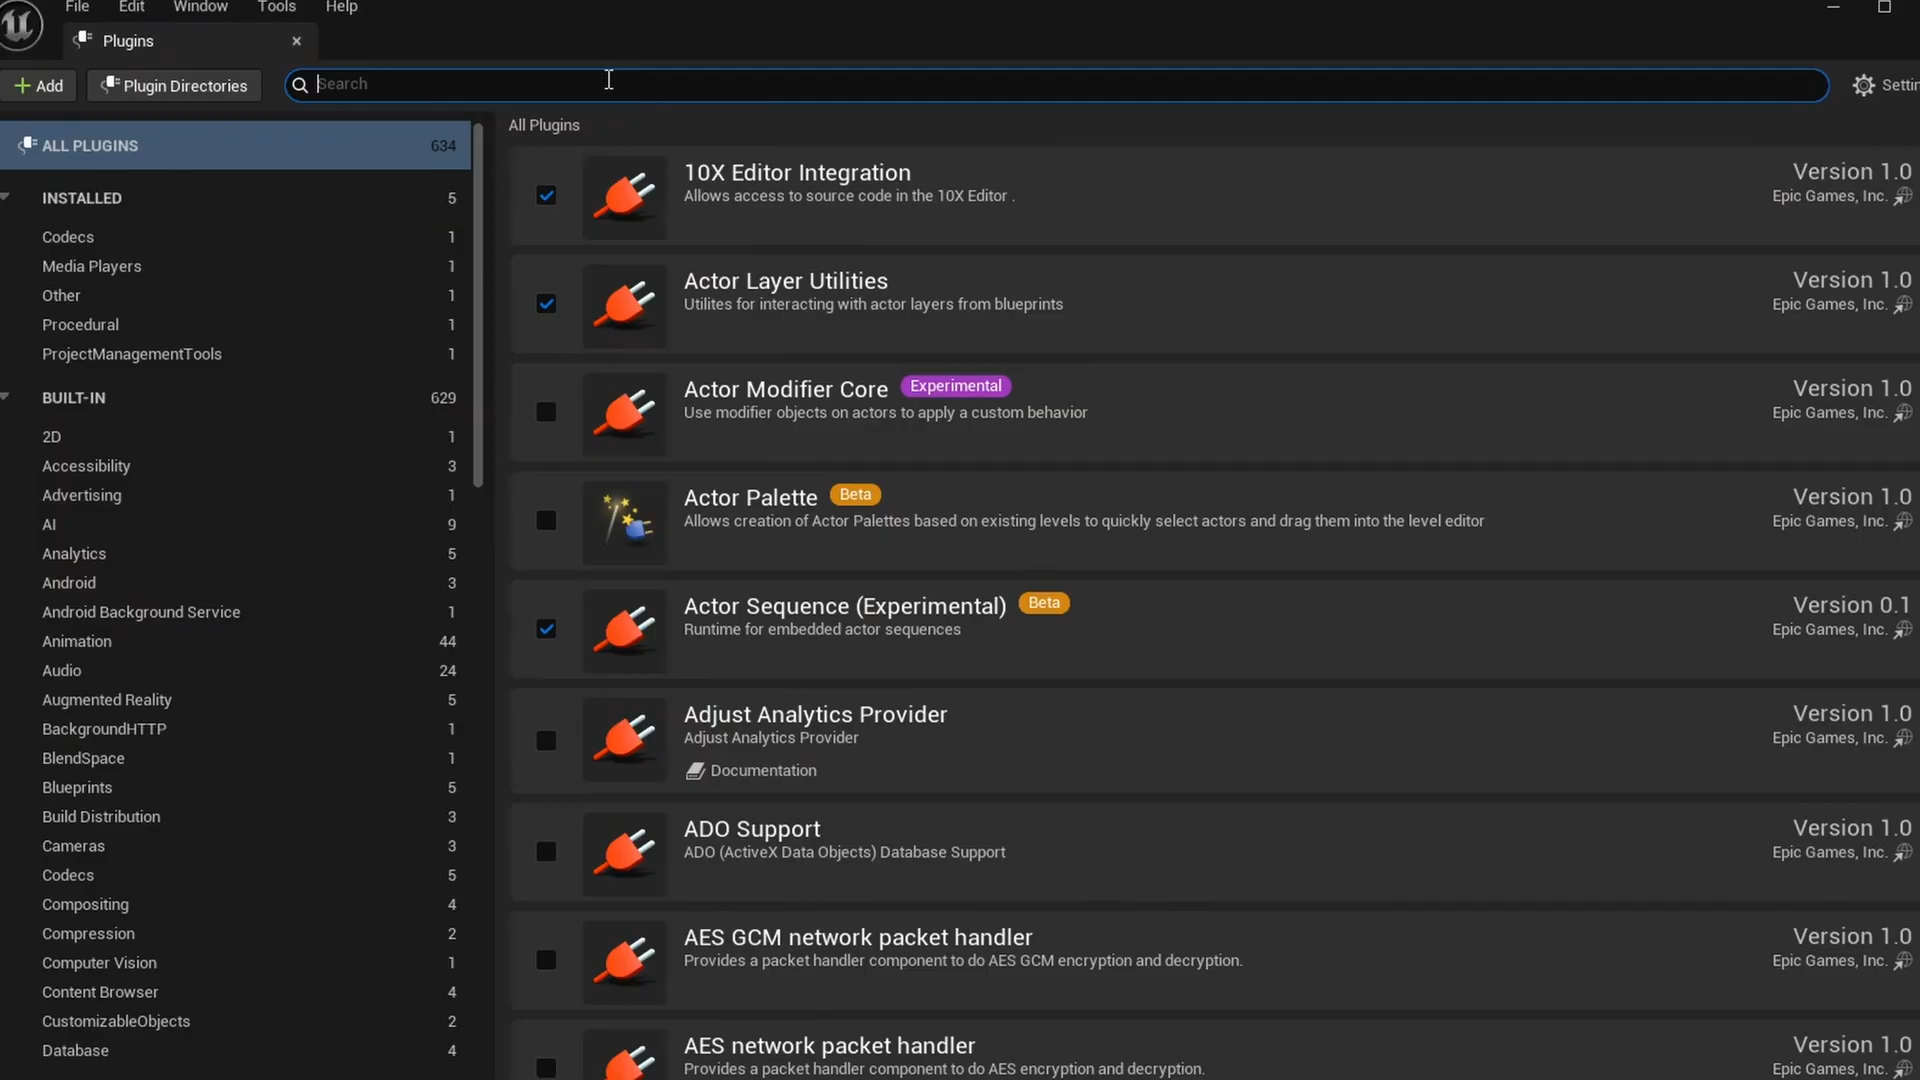 File Edit Window Tools Help
Plugins
Add Plugin Directories Search
ALL PLUGINS 634
INSTALLED 5
Codecs 1
Media Players 1
Other 1
Procedural 1
ProjectManagementTools 1
BUILT-IN 629
2D 1
Accessibility 3
Advertising 1
AI 9
Analytics 5
Android 3
Android Background Service 1
Animation 44
Audio 24
Augmented Reality 5
BackgroundHTTP 1
BlendSpace 1
Blueprints 5
Build Distribution 3
Cameras 3
Codecs 5
Compositing 4
Compression 2
Computer Vision 1
Content Browser 4
CustomizableObjects 2
Database 4
All Plugins
10X Editor Integration Version 1.0
Allows access to source code in the 10X Editor . Epic Games, Inc.
Actor Layer Utilities Version 1.0
Utilites for interacting with actor layers from blueprints Epic Games, Inc.
Actor Modifier Core Experimental Version 1.0
Use modifier objects on actors to apply a custom behavior Epic Games, Inc.
Actor Palette Beta Version 1.0
Allows creation of Actor Palettes based on existing levels to quickly select actors and drag them into the level editor Epic Games, Inc.
Actor Sequence (Experimental) Beta Version 0.1
Runtime for embedded actor sequences Epic Games, Inc.
Adjust Analytics Provider Version 1.0
Adjust Analytics Provider Epic Games, Inc.
Documentation
ADO Support Version 1.0
ADO (ActiveX Data Objects) Database Support Epic Games, Inc.
AES GCM network packet handler Version 1.0
Provides a packet handler component to do AES GCM encryption and decryption. Epic Games, Inc.
AES network packet handler Version 1.0
Provides a packet handler component to do AES encryption and decryption. Epic Games, Inc.